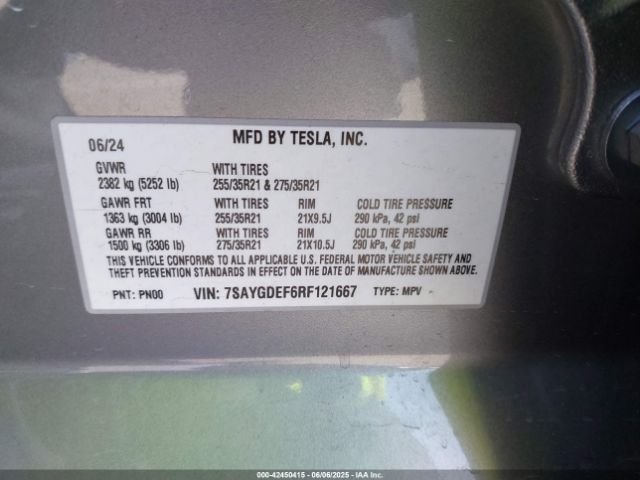 06/24 MFD BY TESLA, INC.
GVWR WITH TIRES
2382 kg (5252 lb) 255/35R21 & 275/35R21
GAWR FRT WITH TIRES RIM COLD TIRE PRESSURE
1363 kg (3004 lb) 255/35R21 21X9.5J 290 kPa, 42 psi
GAWR RR WITH TIRES RIM COLD TIRE PRESSURE
1500 kg (3306 lb) 275/35R21 21X10.5J 290 kPa, 42 psi
THIS VEHICLE CONFORMS TO ALL APPLICABLE U.S. FEDERAL MOTOR VEHICLE SAFETY AND
THEFT PREVENTION STANDARDS IN EFFECT ON THE DATE OF MANUFACTURE SHOWN ABOVE.
PNT: PN00 VIN: 7SAYGDEF6RF121667 TYPE: MPV
000-42450415 - 06/06/2025 - IAA